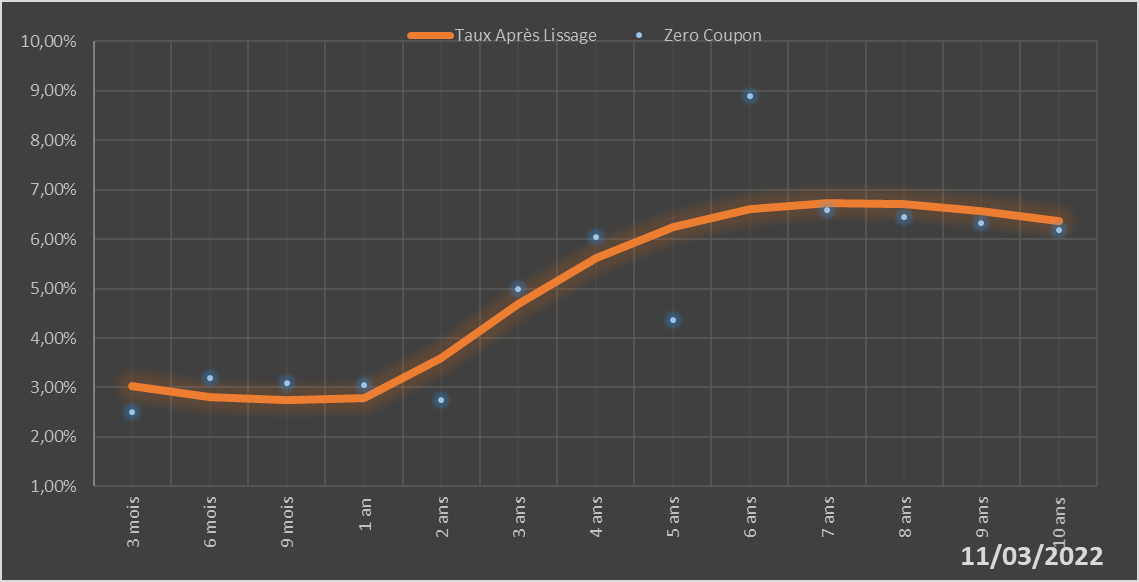 Taux Après Lissage Zero Coupon
10,00%
9,00%
8,00%
7,00%
6,00%
5,00%
4,00%
3,00%
2,00%
1,00%
3 mois
6 mois
9 mois
1 an
2 ans
3 ans
4 ans
5 ans
6 ans
7 ans
8 ans
9 ans
10 ans
11/03/2022